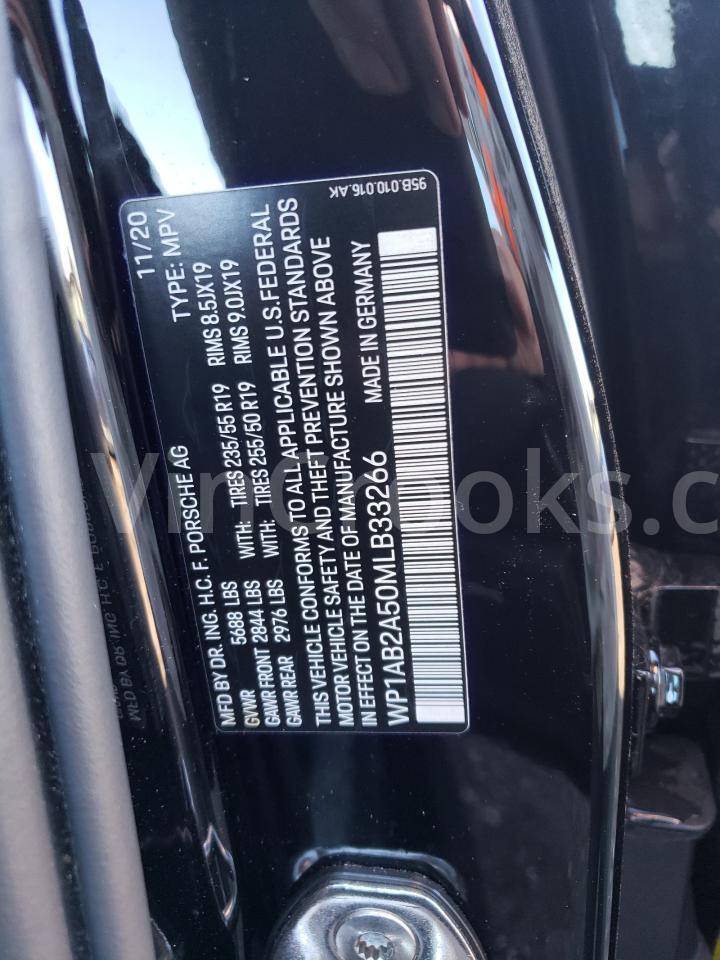 MFD BY DR. ING. H.C. F. PORSCHE AG 11/20
GVWR 5688 LBS TYPE: MPV
GAWR FRONT 2844 LBS WITH: TIRES 235/55 R19 RIMS 8.5JX19
GAWR REAR 2976 LBS WITH: TIRES 255/50 R19 RIMS 9.0JX19
THIS VEHICLE CONFORMS TO ALL APPLICABLE U.S. FEDERAL
MOTOR VEHICLE SAFETY AND THEFT PREVENTION STANDARDS
IN EFFECT ON THE DATE OF MANUFACTURE SHOWN ABOVE
WP1AB2A50MLB33266 MADE IN GERMANY
95B.010.016.AK
VinCrooks.c